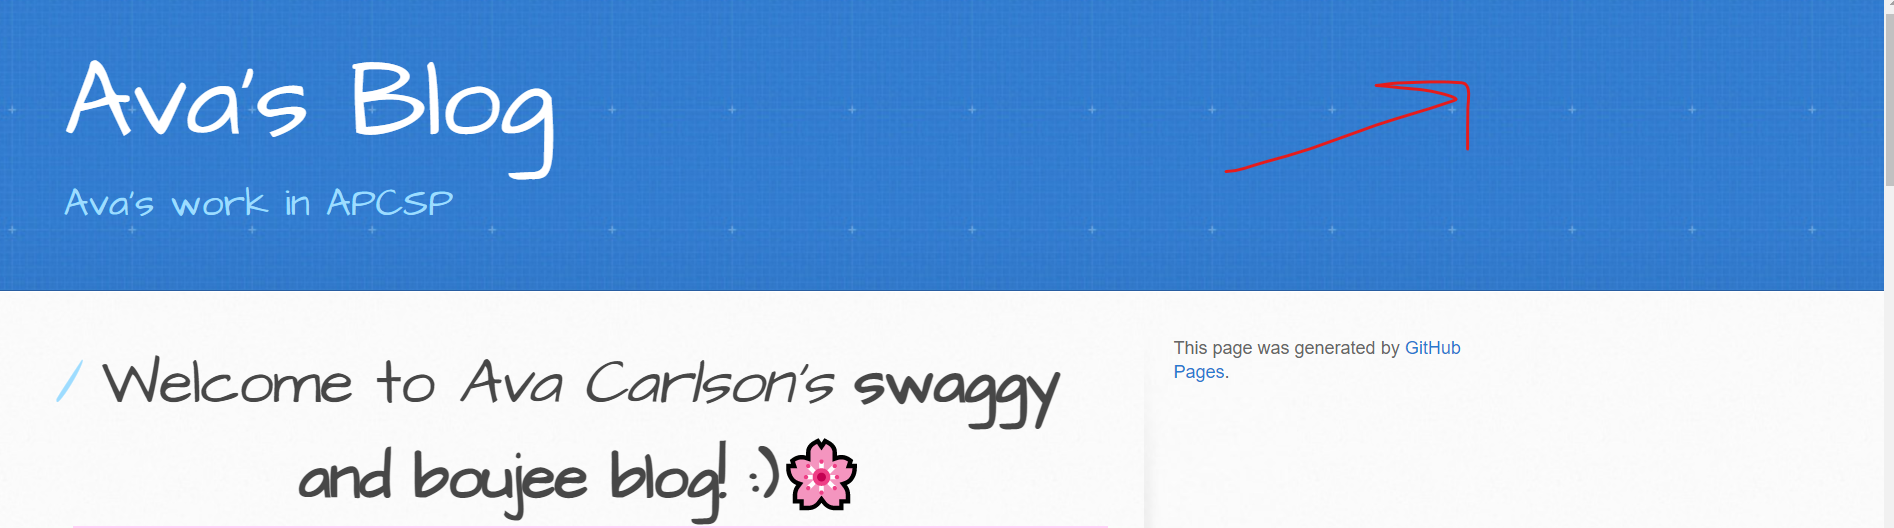 Ava's Blog
Ava's work in APCSP
Welcome to Ava Carlson's swaggy
and boujee blog! :)🌸
This page was generated by GitHub
Pages.